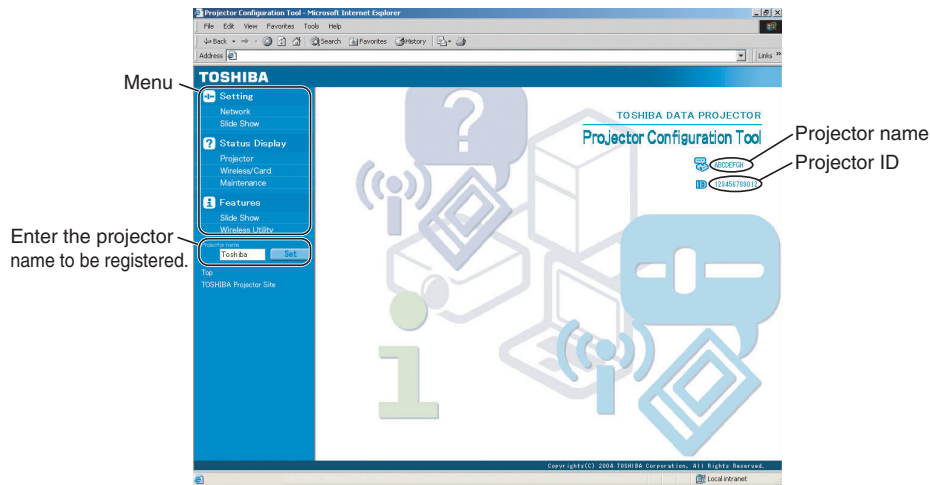 Projector Configuration Tool - Microsoft Internet Explorer
File Edit View Favorites Tools Help
Back Search Favorites History
Address Links »
TOSHIBA
Menu
Setting
Network
Slide Show
? Status Display
Projector
Wireless/Card
Maintenance
i Features
Slide Show
Wireless Utility
Enter the projector
name to be registered.
Projector name
Toshiba Set
Top
TOSHIBA Projector Site
TOSHIBA DATA PROJECTOR
Projector Configuration Tool
ABCDEFGH
Projector name
ID 123456789012
Projector ID
?
i
i
i
Copyrights(C) 2004 TOSHIBA Corporation, All Rights Reserved.
Local intranet